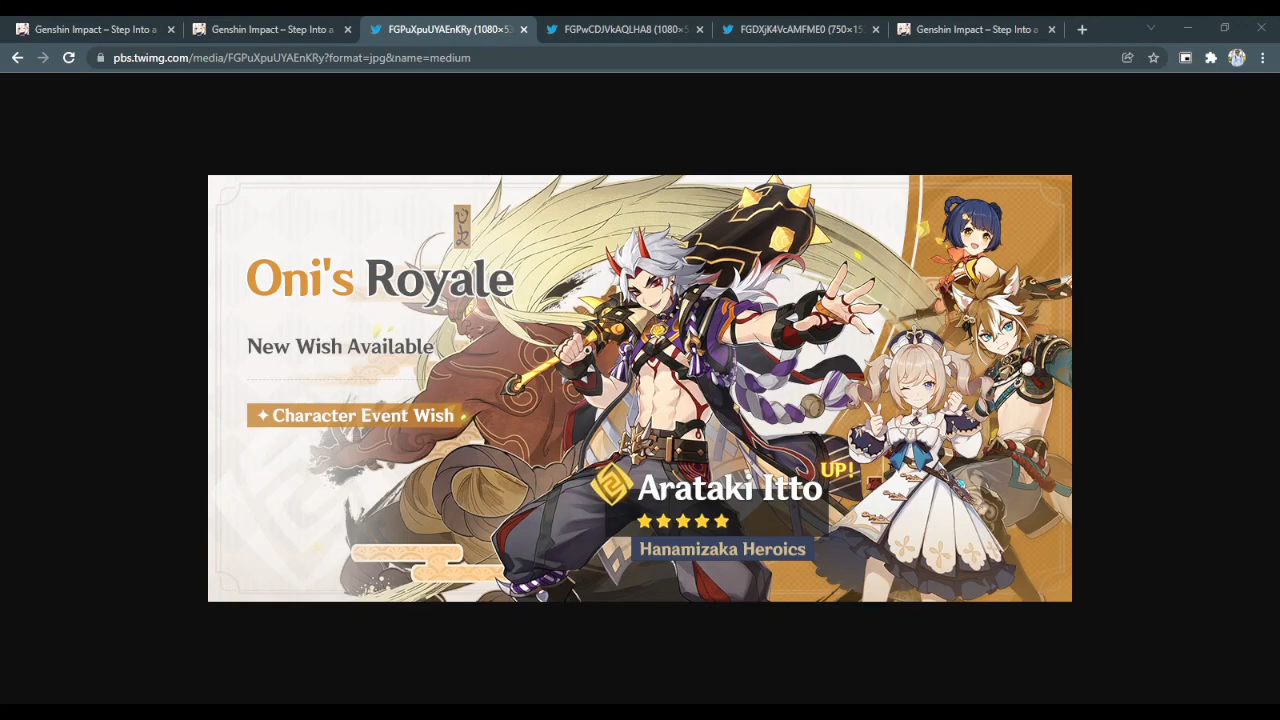 Genshin Impact – Step Into a
Genshin Impact – Step Into a
FGPuXpuUYAEnKRy (1080×5
FGPwCDJVkAQLHA8 (1080×5
FGDXjK4VcAMFME0 (750×15
Genshin Impact – Step Into a
pbs.twimg.com/media/FGPuXpuUYAEnKRy?format=jpg&name=medium
Oni's Royale
New Wish Available
Character Event Wish
UP!
Arataki Itto
Hanamizaka Heroics